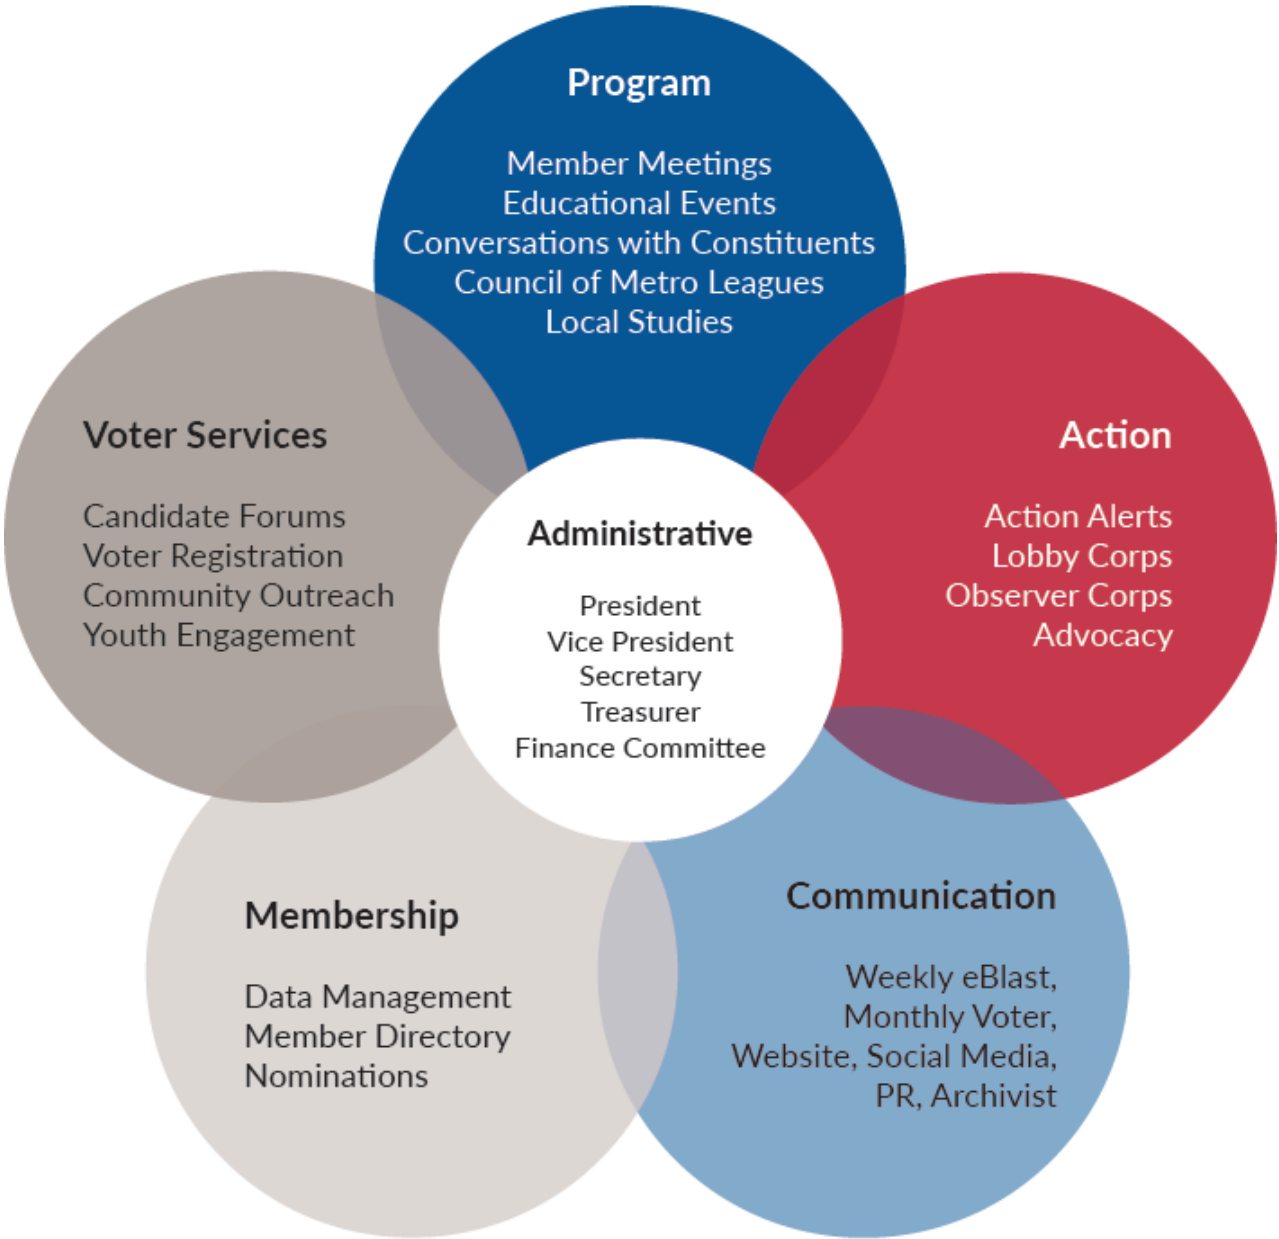 Program
Member Meetings
Educational Events
Conversations with Constituents
Council of Metro Leagues
Local Studies
Voter Services
Candidate Forums
Voter Registration
Community Outreach
Youth Engagement
Administrative
President
Vice President
Secretary
Treasurer
Finance Committee
Action
Action Alerts
Lobby Corps
Observer Corps
Advocacy
Membership
Data Management
Member Directory
Nominations
Communication
Weekly eBlast,
Monthly Voter,
Website, Social Media,
PR, Archivist